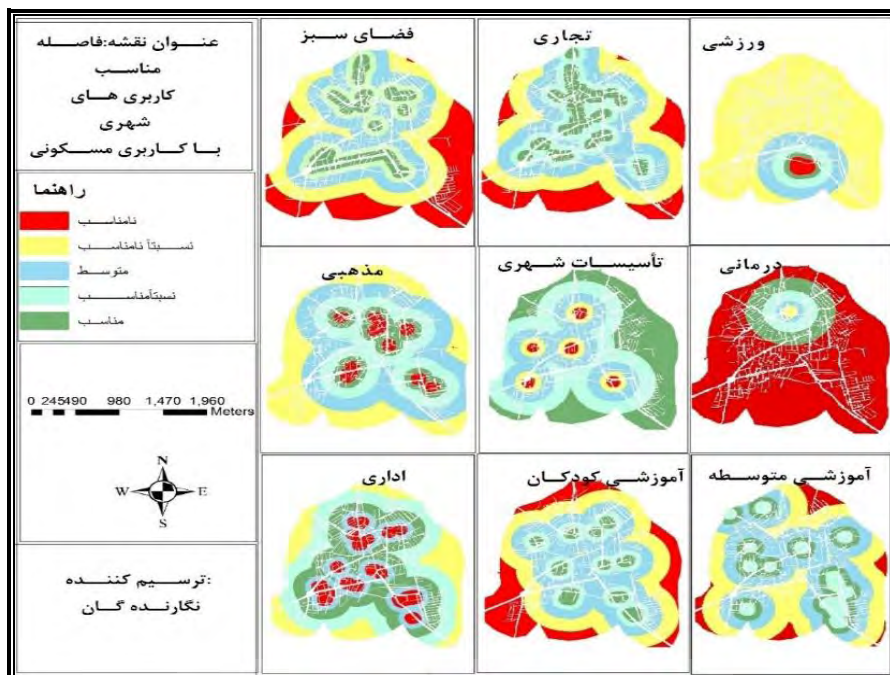 عنوان نقشه:فاصله
مناسب
کاربری های
شهری
با کاربری مسکونی
راهنما
نامناسب
نسبتاً نامناسب
متوسط
نسبتاًمناسب
مناسب
0 245490 980 1,470 1,960
Meters
N
W E
S
:ترسیم کننده
نگارنده گان
فضای سبز
تجاری
ورزشی
مذهبی
تأسیسات شهری
درمانی
اداری
آموزشی کودکان
آموزشی متوسطه